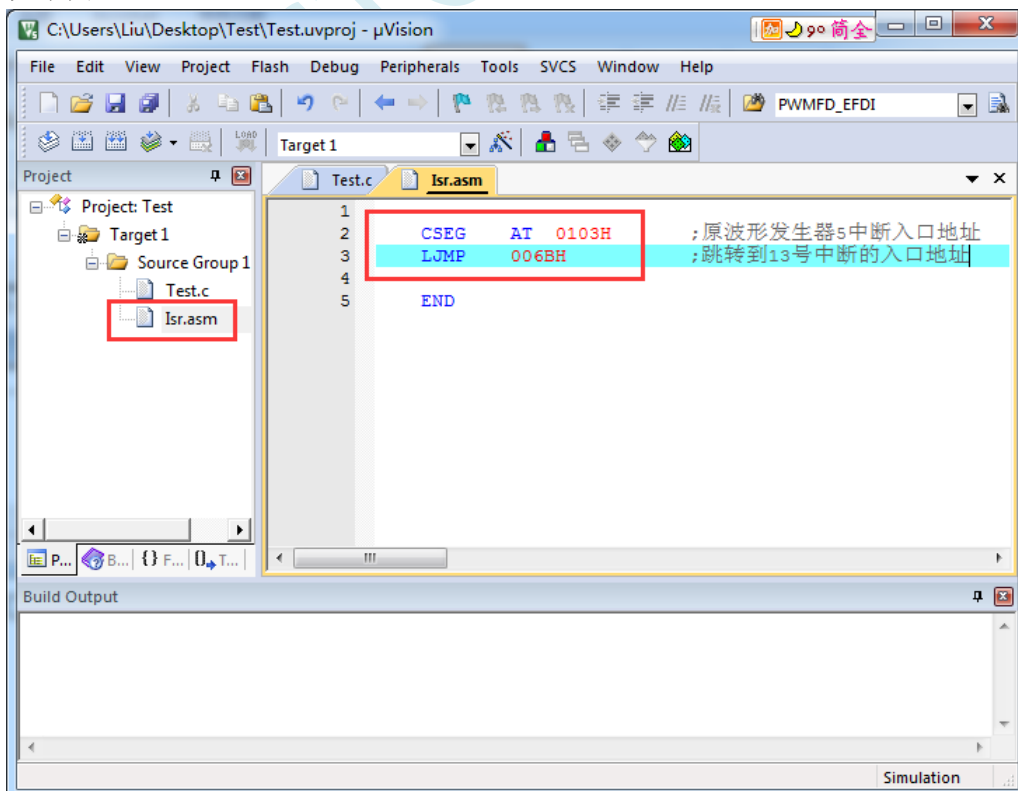 C:\Users\Liu\Desktop\Test\Test.uvproj - µVision
简全
File Edit View Project Flash Debug Peripherals Tools SVCS Window Help
PWMFD_EFDI
LOAD Target 1
Project
Test.c Isr.asm
Project: Test
Target 1
Source Group 1
Test.c
Isr.asm
1
2 CSEG AT 0103H ;原波形发生器5中断入口地址
3 LJMP 006BH ;跳转到13号中断的入口地址
4
5 END
P... B... {} F... 0 T...
Build Output
Simulation